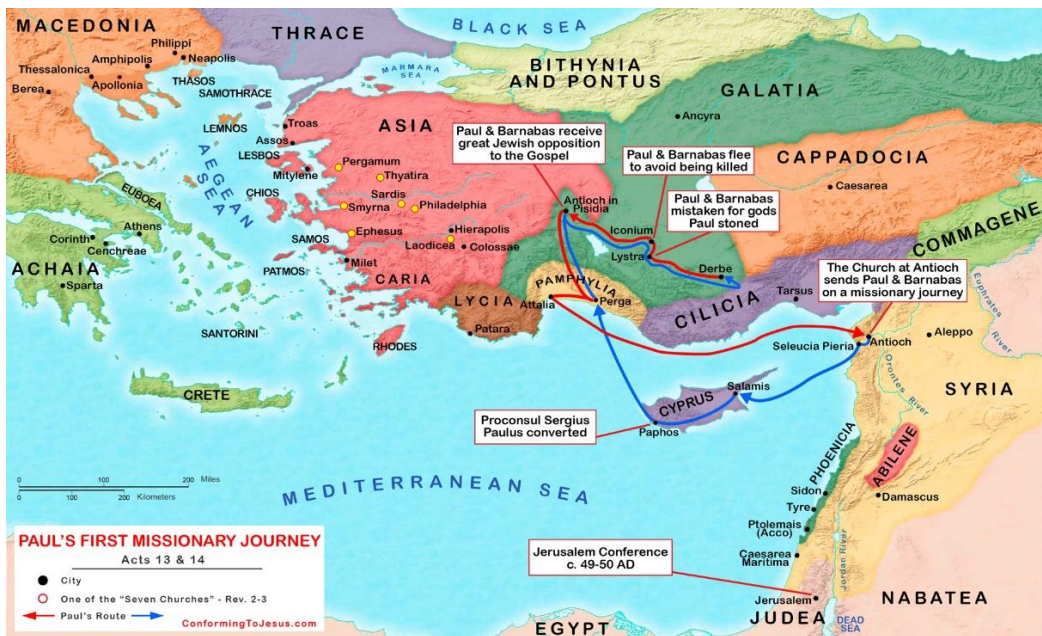 MACEDONIA
THRACE
BLACK SEA
BITHYNIA
AND PONTUS
GALATIA
Philippi
Neapolis
Amphipolis
Thessalonica
Apollonia
Berea
THASOS
SAMOTHRACE
MARMARA
SEA
LEMNOS
Troas
Assos
LESBOS
Mitylene
AEGEAN
SEA
ASIA
Ancyra
Paul & Barnabas receive
great Jewish opposition
to the Gospel
Paul & Barnabas flee
to avoid being killed
Paul & Barnabas
mistaken for gods
Paul stoned
CAPPADOCIA
Caesarea
COMMAGENE
Pergamum
Thyatira
Sardis
Smyrna
Philadelphia
CHIOS
EUBOEA
Athens
Corinth
Cenchreae
ACHAIA
Sparta
Ephesus
Hierapolis
Laodicea
Colossae
SAMOS
PATMOS
Milet
CARIA
Antioch in
Pisidia
Iconium
Lystra
Derbe
PAMPHYLIA
Attalia
Perga
LYCIA
Patara
CILICIA
Tarsus
The Church at Antioch
sends Paul & Barnabas
on a missionary journey
Euphrates
River
Seleucia Pieria
Antioch
Aleppo
Orontes
River
SYRIA
SANTORINI
RHODES
CRETE
CYPRUS
Salamis
Paphos
Proconsul Sergius
Paulus converted
MEDITERRANEAN SEA
PHOENICIA
ABILENE
Damascus
Sidon
Tyre
Ptolemais
(Acco)
Caesarea
Maritima
Jordan River
Jerusalem Conference
c. 49-50 AD
Jerusalem
JUDEA
DEAD
SEA
NABATEA
EGYPT
0 100 200 Miles
0 100 200 Kilometers
PAUL'S FIRST MISSIONARY JOURNEY
Acts 13 & 14
City
One of the "Seven Churches" - Rev. 2-3
Paul's Route
ConformingToJesus.com